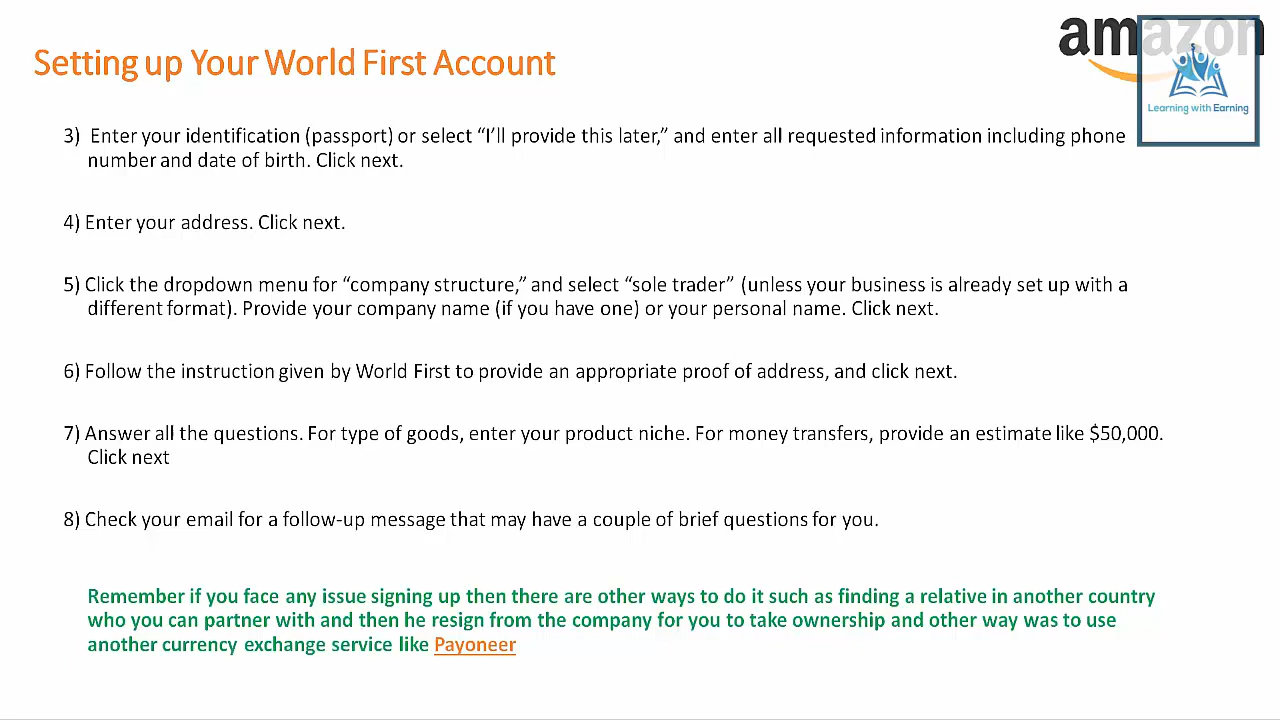 amazon
Setting up Your World First Account
Learning with Earning
3) Enter your identification (passport) or select “I’ll provide this later,” and enter all requested information including phone
number and date of birth. Click next.
4) Enter your address. Click next.
5) Click the dropdown menu for “company structure,” and select “sole trader” (unless your business is already set up with a
different format). Provide your company name (if you have one) or your personal name. Click next.
6) Follow the instruction given by World First to provide an appropriate proof of address, and click next.
7) Answer all the questions. For type of goods, enter your product niche. For money transfers, provide an estimate like $50,000.
Click next
8) Check your email for a follow-up message that may have a couple of brief questions for you.
Remember if you face any issue signing up then there are other ways to do it such as finding a relative in another country
who you can partner with and then he resign from the company for you to take ownership and other way was to use
another currency exchange service like Payoneer